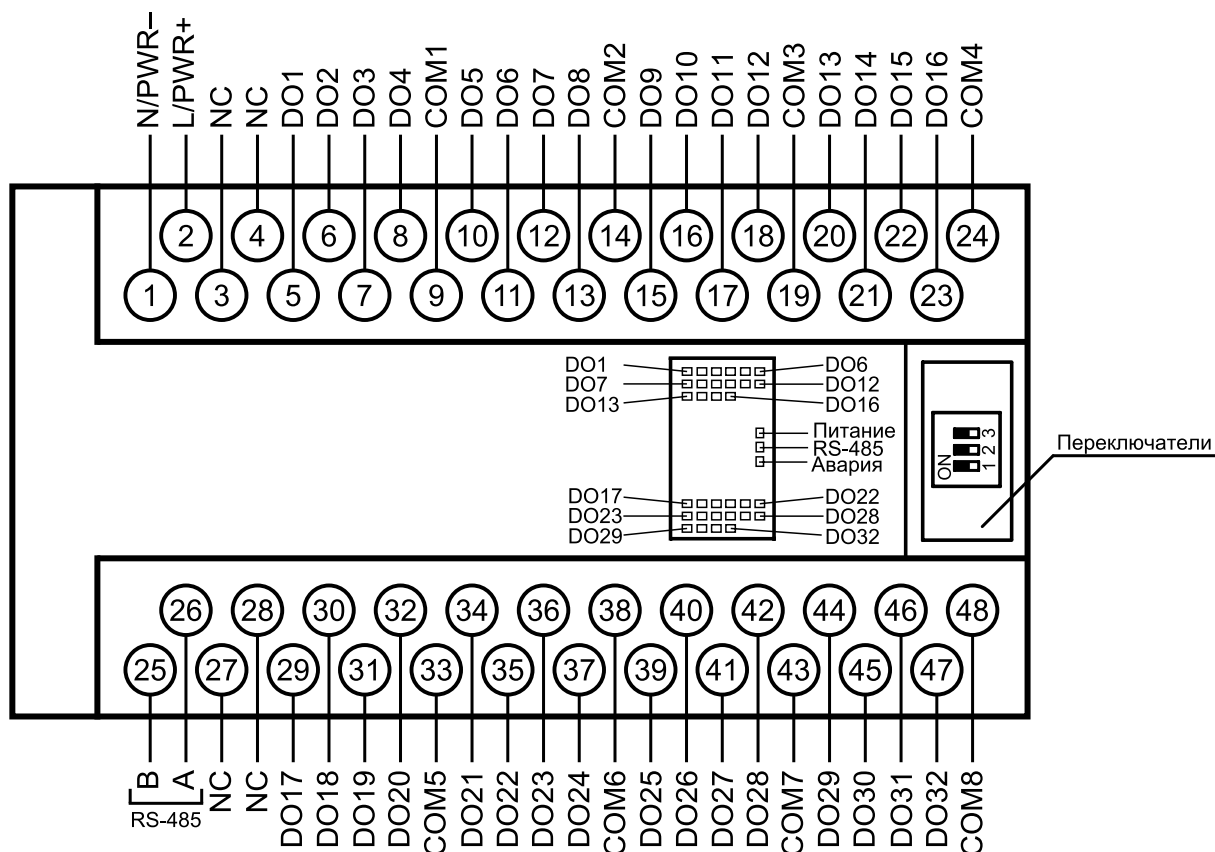 N/PWR–
L/PWR+
NC
NC
DO1
DO2
DO3
DO4
COM1
DO5
DO6
DO7
DO8
COM2
DO9
DO10
DO11
DO12
COM3
DO13
DO14
DO15
DO16
COM4
2 4 6 8 10 12 14 16 18 20 22 24
1 3 5 7 9 11 13 15 17 19 21 23
DO1 DO6
DO7 DO12
DO13 DO16
Питание
RS-485
Авария
DO17 DO22
DO23 DO28
DO29 DO32
ON
1 2 3
Переключатели
26 28 30 32 34 36 38 40 42 44 46 48
25 27 29 31 33 35 37 39 41 43 45 47
B
A
RS-485
NC
NC
DO17
DO18
DO19
DO20
COM5
DO21
DO22
DO23
DO24
COM6
DO25
DO26
DO27
DO28
COM7
DO29
DO30
DO31
DO32
COM8